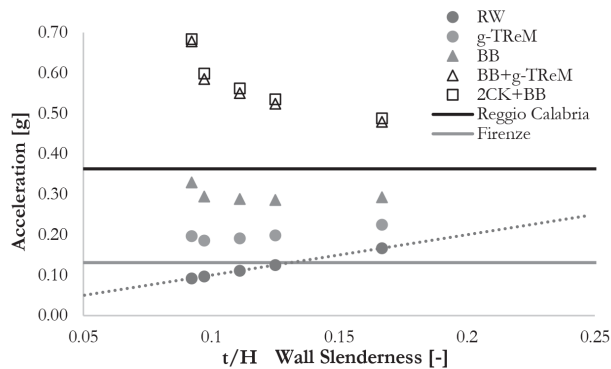 0.70
0.60
0.50
0.40
0.30
0.20
0.10
0.00
Acceleration [g]
RW
g-TReM
BB
BB+g-TReM
2CK+BB
Reggio Calabria
Firenze
0.05
0.1
0.15
0.2
0.25
t/H Wall Slenderness [-]